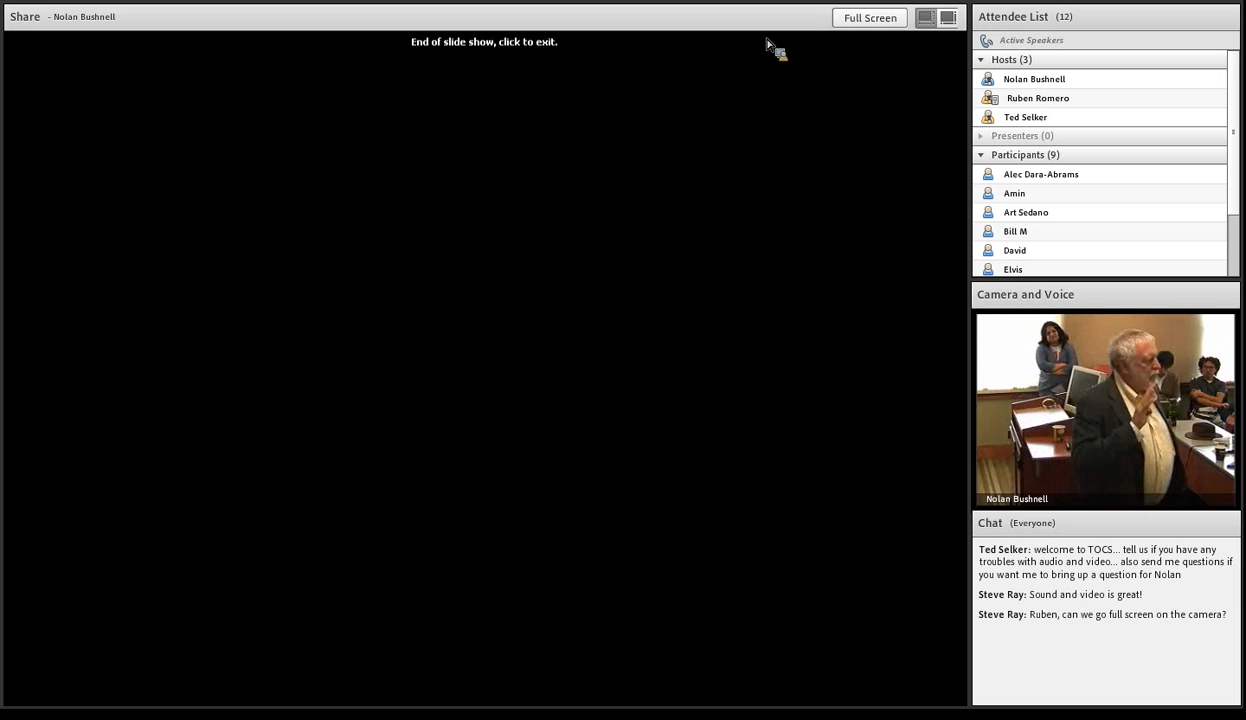 Share - Nolan Bushnell
Full Screen
End of slide show, click to exit.
Attendee List (12)
Active Speakers
Hosts (3)
Nolan Bushnell
Ruben Romero
Ted Selker
Presenters (0)
Participants (9)
Alec Dara-Abrams
Amin
Art Sedano
Bill M
David
Elvis
Camera and Voice
Nolan Bushnell
Chat (Everyone)
Ted Selker: welcome to TOCS... tell us if you have any
troubles with audio and video... also send me questions if
you want me to bring up a question for Nolan
Steve Ray: Sound and video is great!
Steve Ray: Ruben, can we go full screen on the camera?